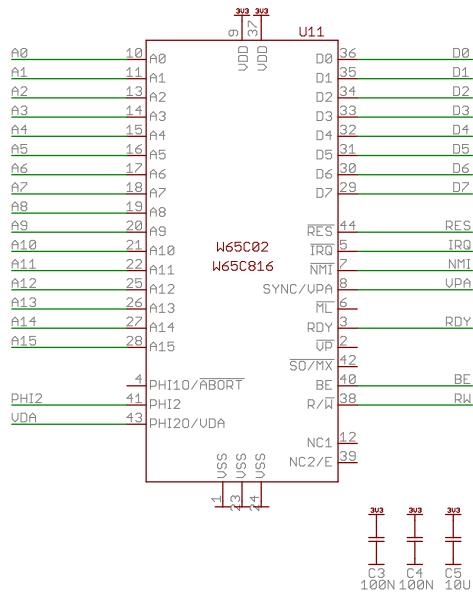 3V3 3V3
9 37 U11
VDD VDD
A0 10 A0 D0 36 D0
A1 11 A1 D1 35 D1
A2 13 A2 D2 34 D2
A3 14 A3 D3 33 D3
A4 15 A4 D4 32 D4
A5 16 A5 D5 31 D5
A6 17 A6 D6 30 D6
A7 18 A7 D7 29 D7
A8 19 A8
A9 20 A9 RES 44 RES
A10 21 A10 W65C02 IRQ 5 IRQ
A11 22 A11 W65C816 NMI 7 NMI
A12 25 A12 SYNC/VPA 8 VPA
A13 26 A13 ML 6
A14 27 A14 RDY 3 RDY
A15 28 A15 VP 2
SO/MX 42
4 PHI1O/ABORT BE 40 BE
PHI2 41 PHI2 R/W 38 RW
VDA 43 PHI2O/VDA
NC1 12
NC2/E 39
VSS VSS VSS
1 23 24
3V3 3V3 3V3
C3 C4 C5
100N 100N 10U